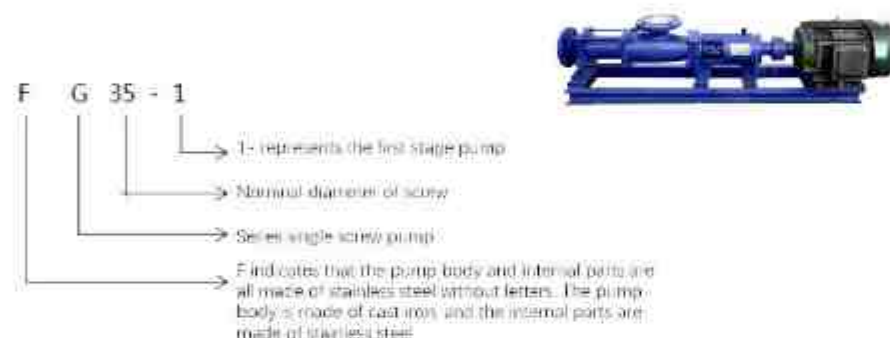 F G 35 - 1
1- represents the first stage pump
Nominal diameter of screw
Series single screw pump
F indicates that the pump body and internal parts are
all made of stainless steel without letters. The pump
body is made of cast iron, and the internal parts are
made of stainless steel